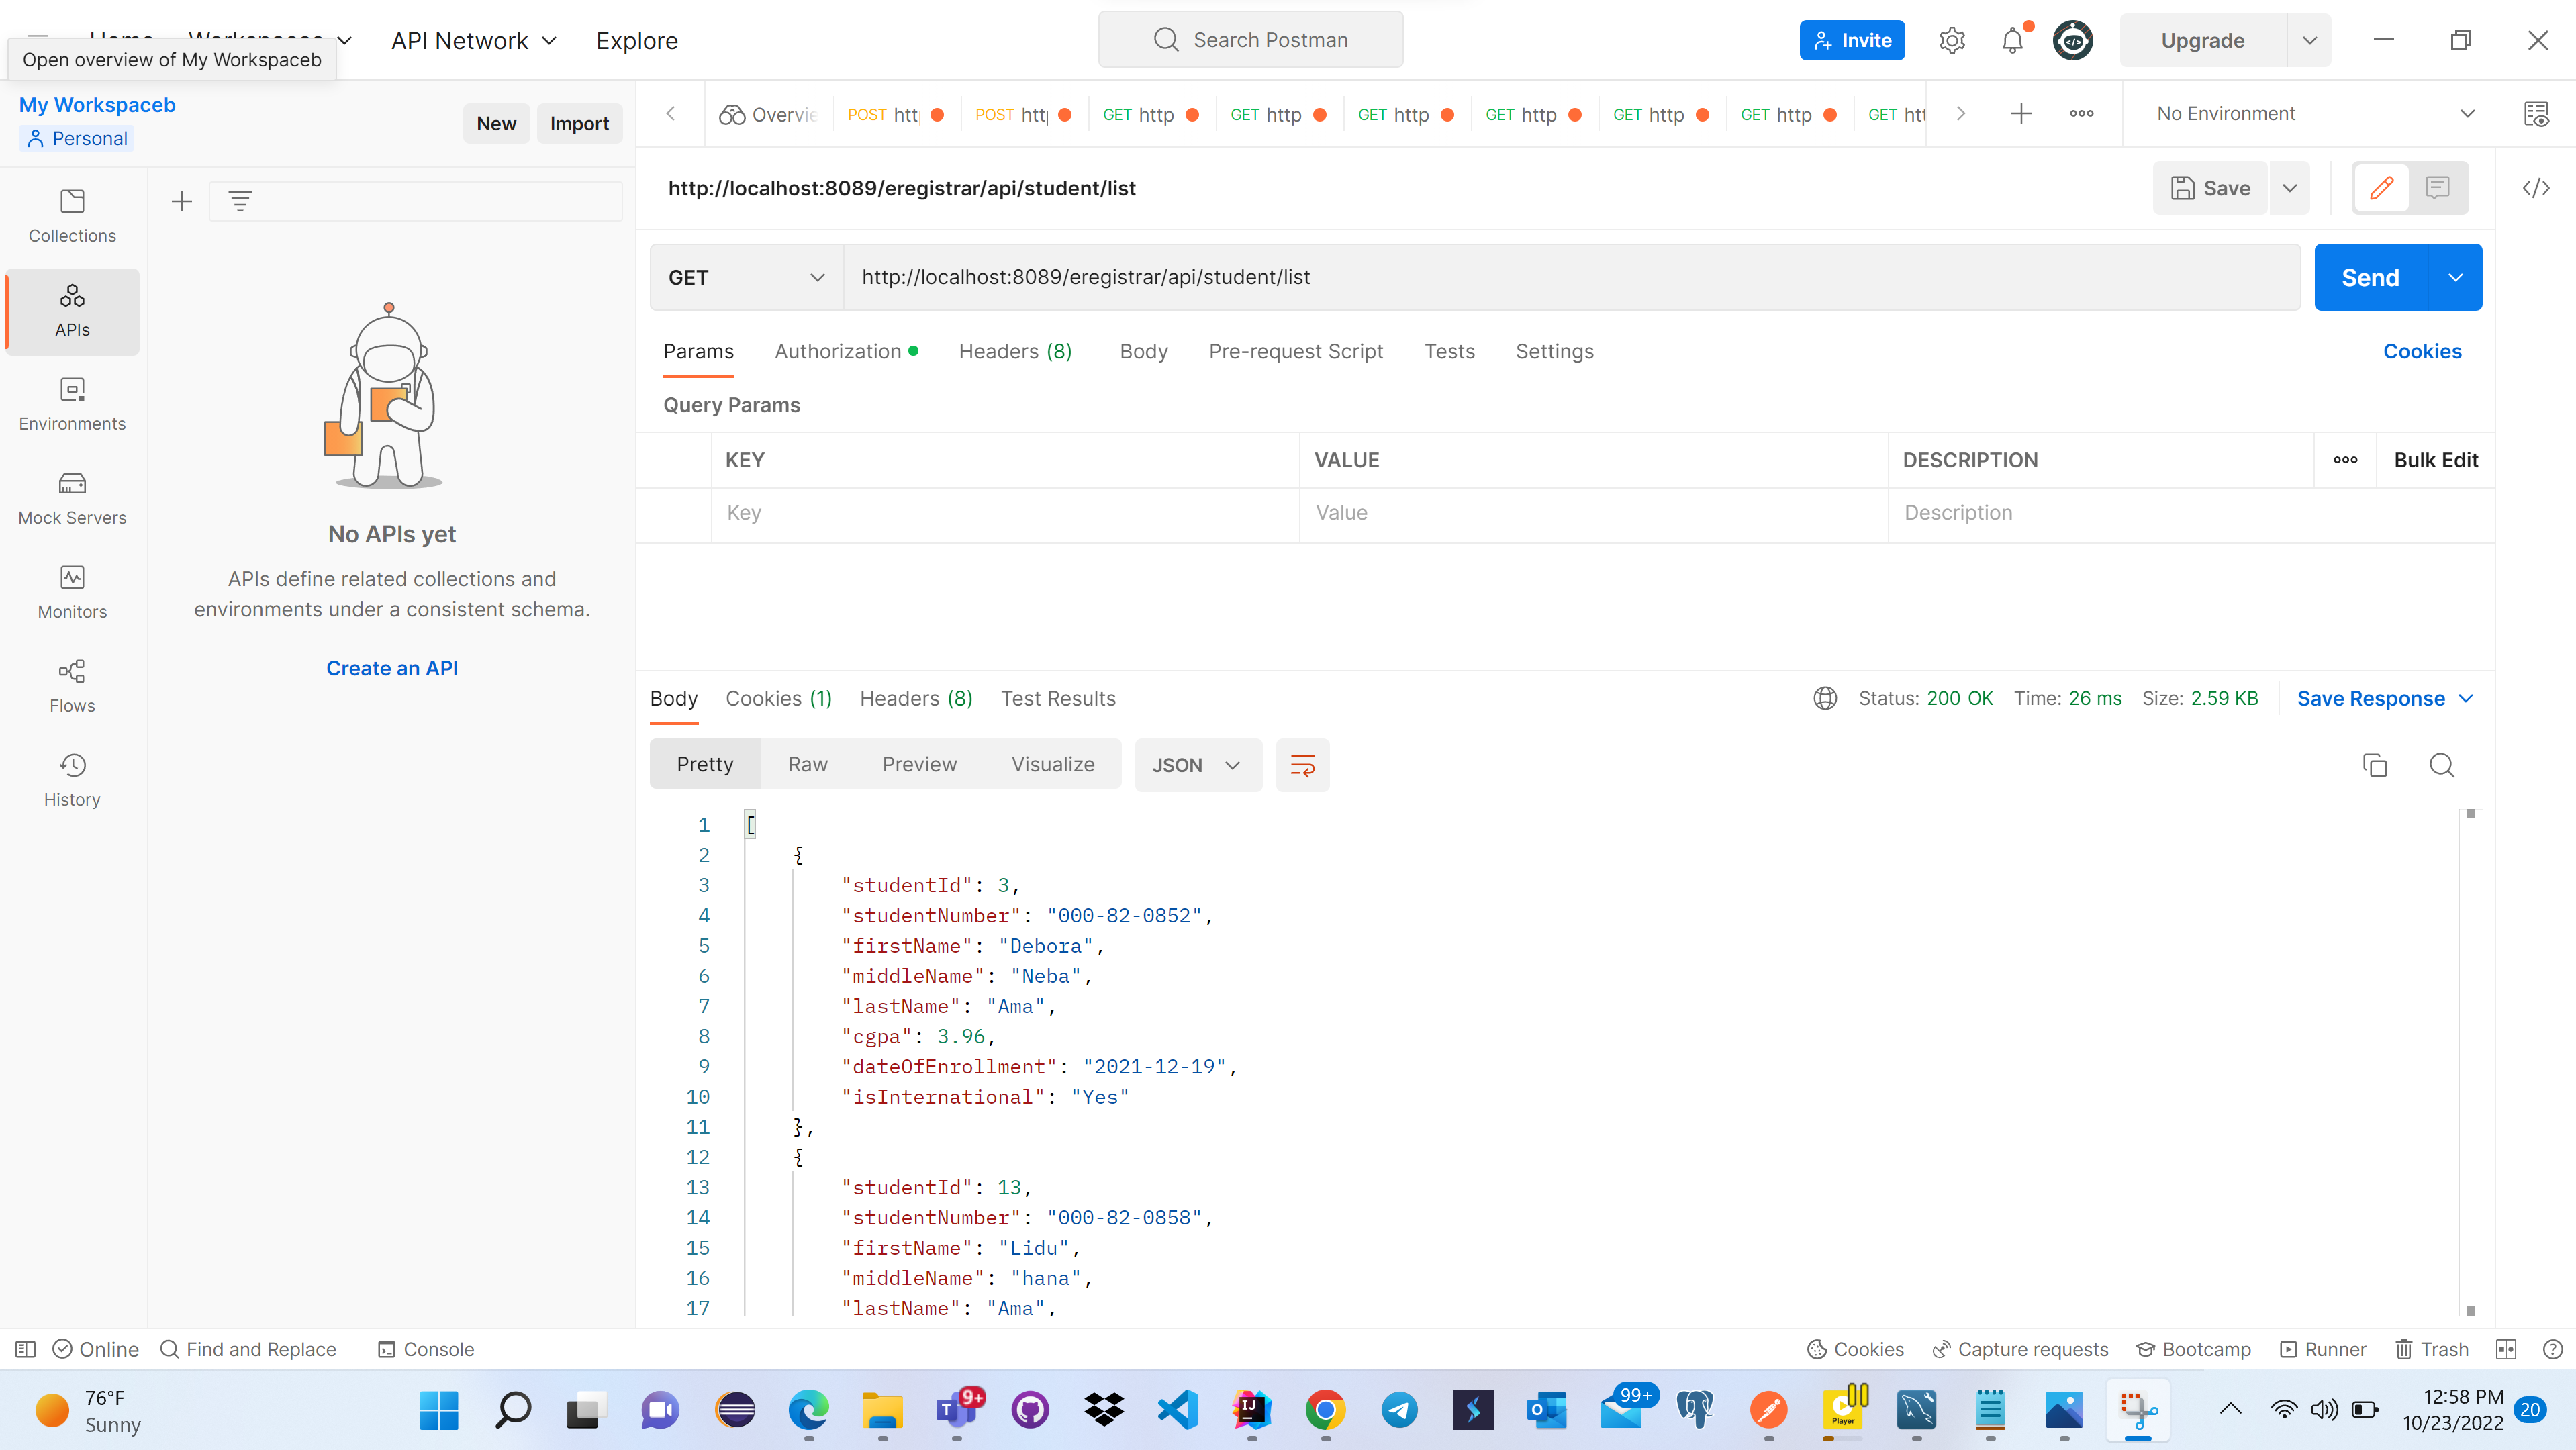 API Network
Explore
Search Postman
Invite
Upgrade
Open overview of My Workspaceb
My Workspaceb
Personal
New
Import
Overvie
POST
POST
GET http
GET http
GET http
GET http
GET http
GET http
GET
No Environment
Collections
APIs
Environments
Mock Servers
Monitors
Flows
History
No APIs yet
APIs define related collections and
environments under a consistent schema.
Create an API
http://localhost:8089/eregistrar/api/student/list
Save
GET
http://localhost:8089/eregistrar/api/student/list
Send
Params
Authorization
Headers (8)
Body
Pre-request Script
Tests
Settings
Cookies
Query Params
KEY
VALUE
DESCRIPTION
Bulk Edit
Key
Value
Description
Body
Cookies (1)
Headers (8)
Test Results
Status: 200 OK
Time: 26 ms
Size: 2.59 KB
Save Response
Pretty
Raw
Preview
Visualize
JSON
1 [
2 {
3 "studentId": 3,
4 "studentNumber": "000-82-0852",
5 "firstName": "Debora",
6 "middleName": "Neba",
7 "lastName": "Ama",
8 "cgpa": 3.96,
9 "dateOfEnrollment": "2021-12-19",
10 "isInternational": "Yes"
11 },
12 {
13 "studentId": 13,
14 "studentNumber": "000-82-0858",
15 "firstName": "Lidu",
16 "middleName": "hana",
17 "lastName": "Ama",
Online
Find and Replace
Console
Cookies
Capture requests
Bootcamp
Runner
Trash
76°F
Sunny
9+
99+
Player
12:58 PM
10/23/2022
20